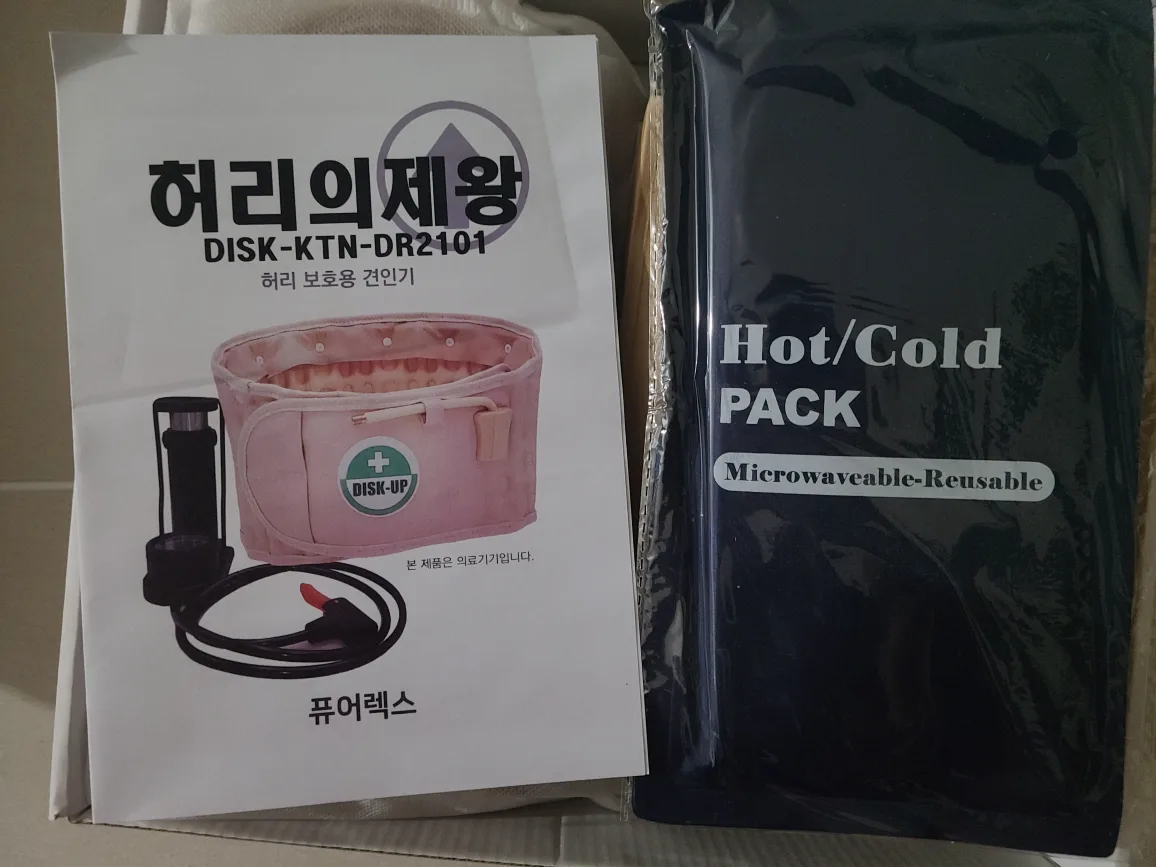 허리의제왕
DISK-KTN-DR2101
허리 보호용 견인기
DISK-UP
본 제품은 의료기기입니다.
퓨어렉스
Hot/Cold
PACK
Microwaveable-Reusable